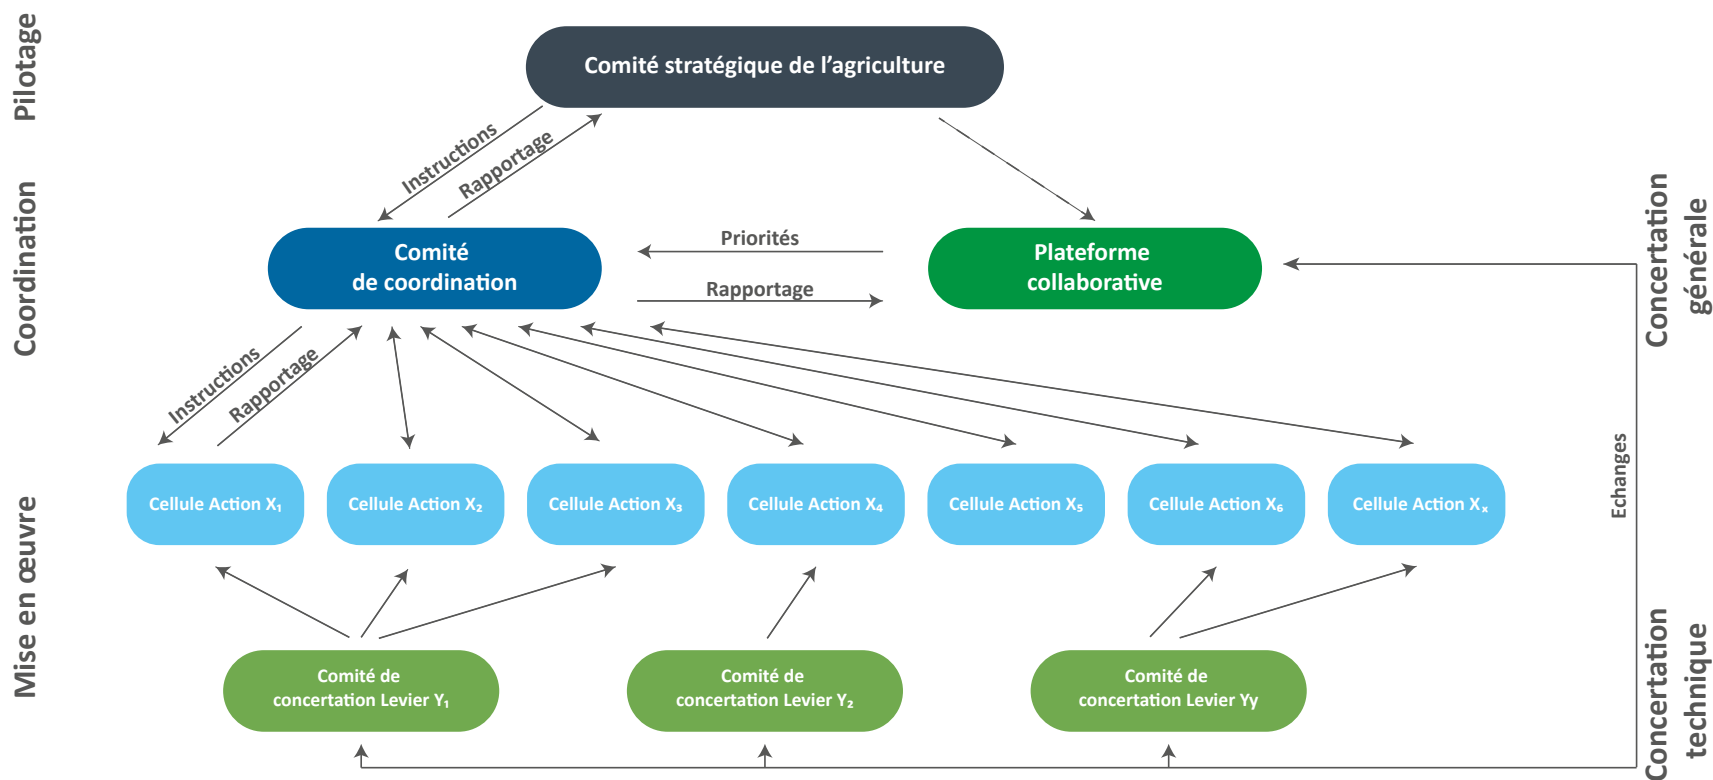 Pilotage
Comité stratégique de l’agriculture
Instructions
Rapportage
Coordination
Comité
de coordination
Priorités
Rapportage
Plateforme
collaborative
Concertation
générale
Instructions
Rapportage
Mise en œuvre
Cellule Action X₁
Cellule Action X₂
Cellule Action X₃
Cellule Action X₄
Cellule Action X₅
Cellule Action X₆
Cellule Action Xₓ
Echanges
Comité de
concertation Levier Y₁
Comité de
concertation Levier Y₂
Comité de
concertation Levier Yy
Concertation
technique